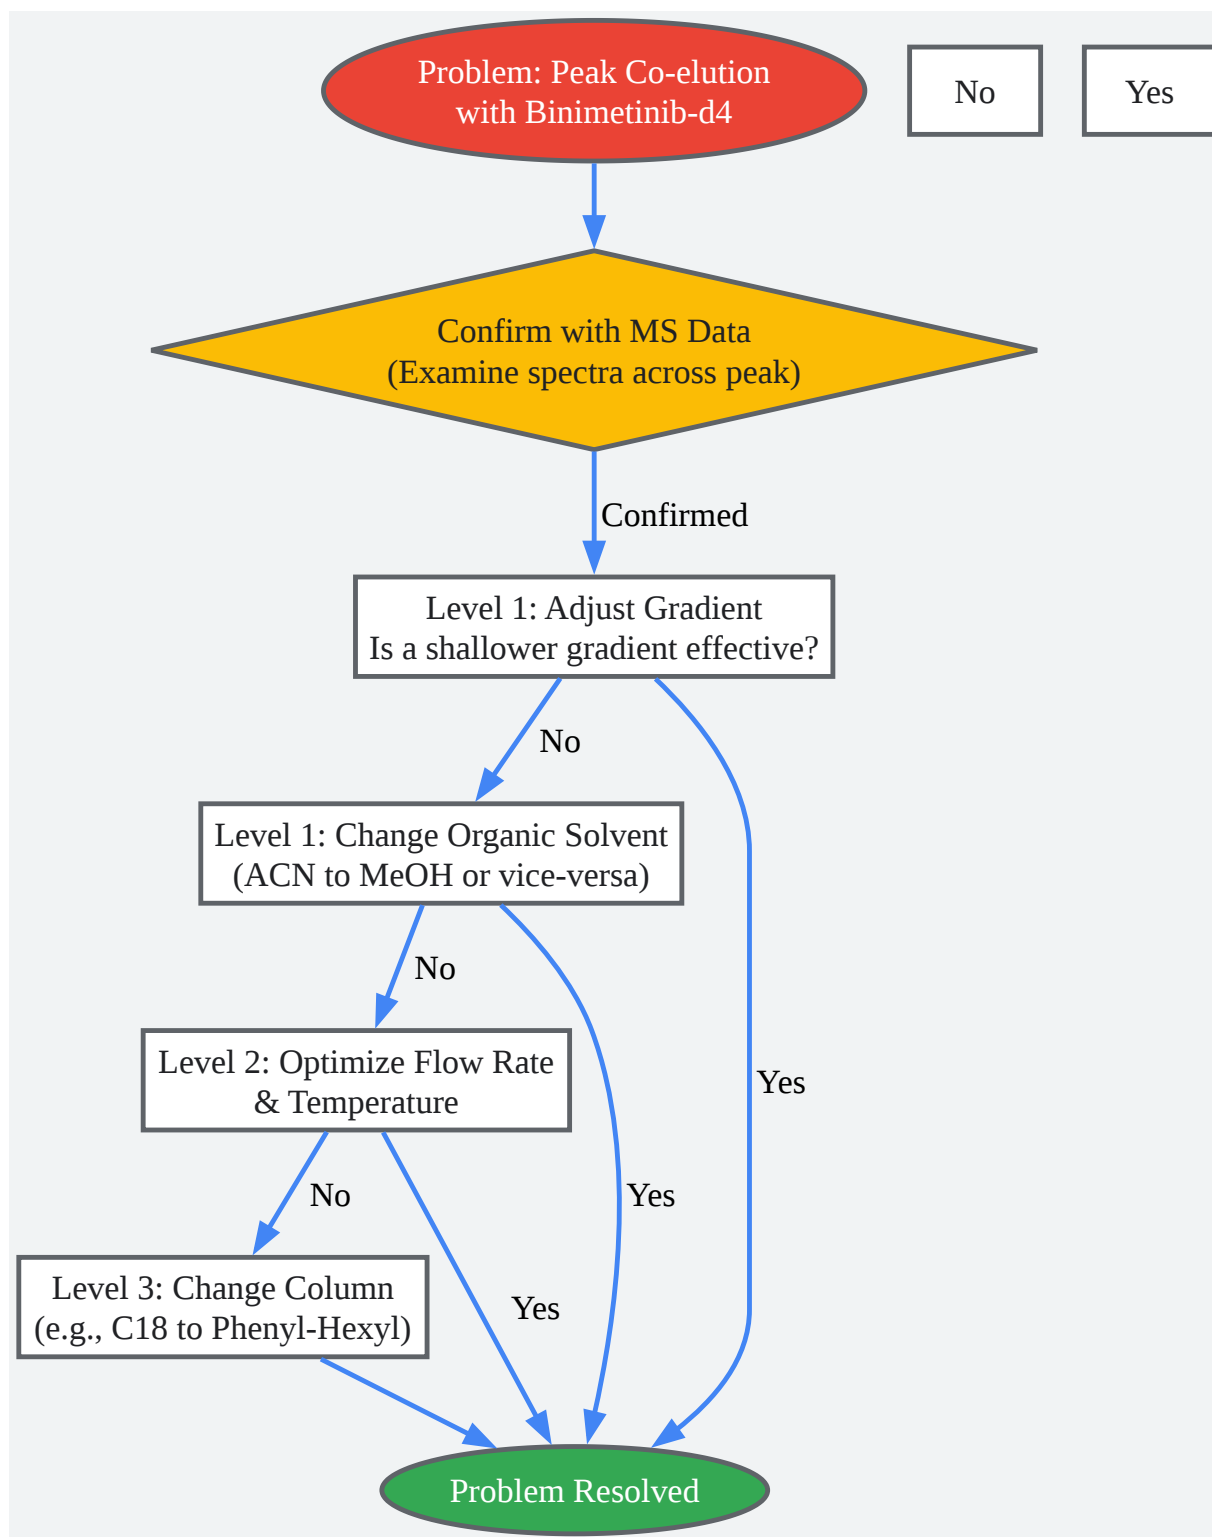 Problem: Peak Co-elution
with Binimetinib-d4
No
Yes
Confirm with MS Data
(Examine spectra across peak)
Confirmed
Level 1: Adjust Gradient
Is a shallower gradient effective?
No
Level 1: Change Organic Solvent
(ACN to MeOH or vice-versa)
No
Level 2: Optimize Flow Rate
& Temperature
Yes
No
Yes
Level 3: Change Column
(e.g., C18 to Phenyl-Hexyl)
Yes
Problem Resolved